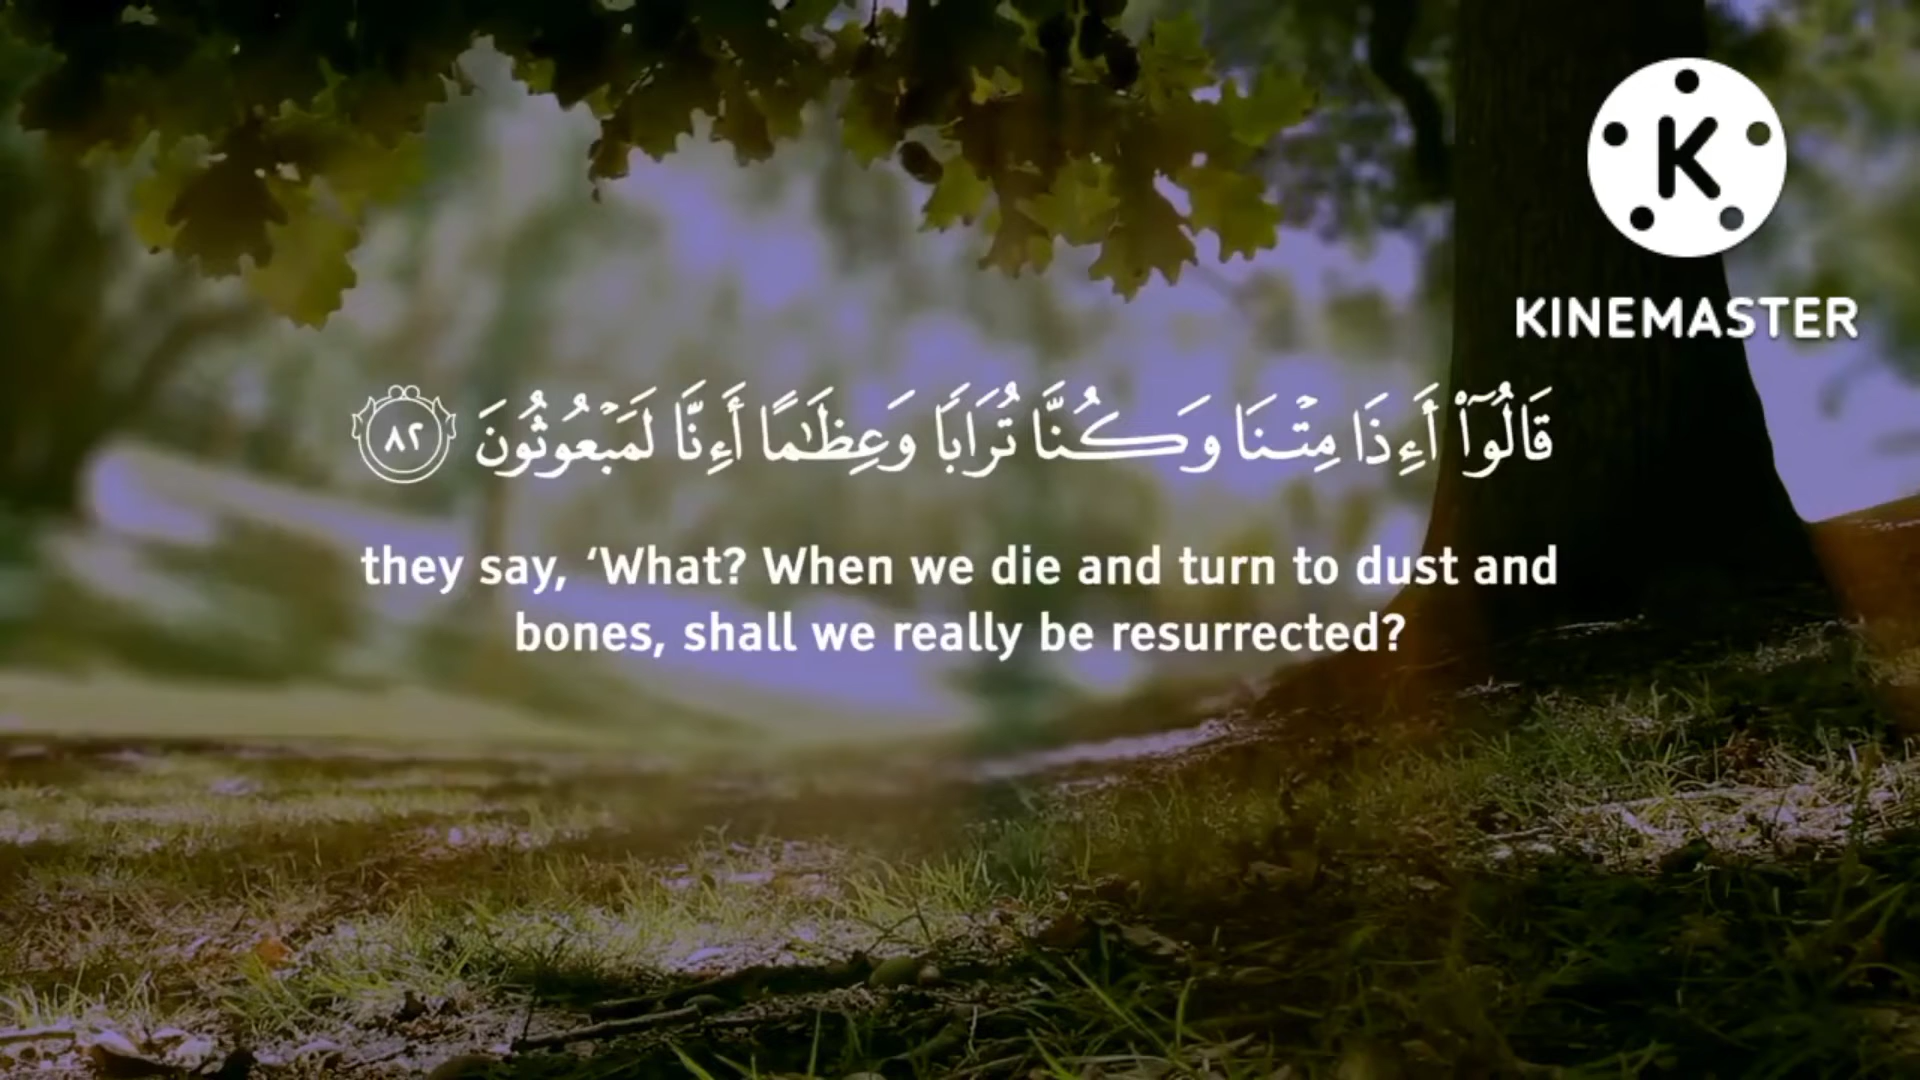 K
KINEMASTER
قَالُوٓا۟ أَءِذَا مِتْنَا وَكُنَّا تُرَابًا وَعِظَٰمًا أَءِنَّا لَمَبْعُوثُونَ ٨٢
they say, ‘What? When we die and turn to dust and
bones, shall we really be resurrected?